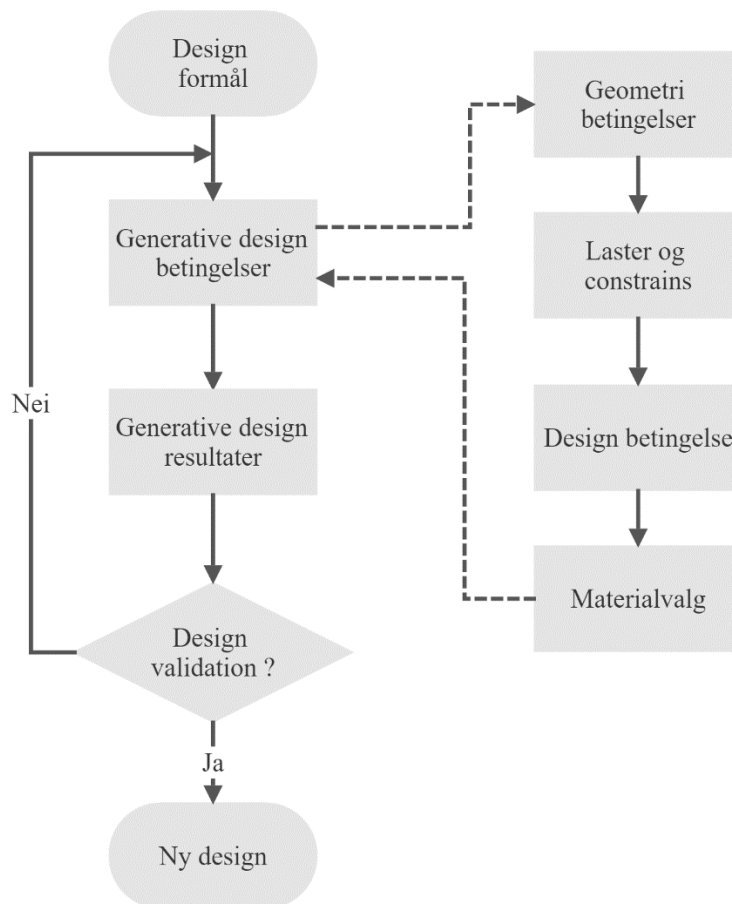 Design
formål
Generative design
betingelser
Generative design
resultater
Nei
Design
validation ?
Ja
Ny design
Geometri
betingelser
Laster og
constrains
Design betingelse
Materialvalg